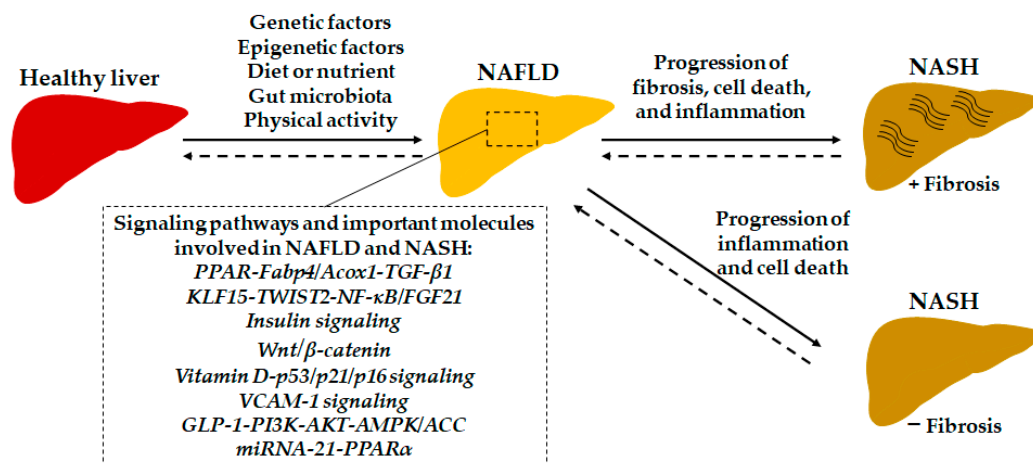 Healthy liver
Genetic factors
Epigenetic factors
Diet or nutrient
Gut microbiota
Physical activity
NAFLD
Progression of
fibrosis, cell death,
and inflammation
NASH
+ Fibrosis
Signaling pathways and important molecules
involved in NAFLD and NASH:
PPAR-Fabp4/Acox1-TGF-β1
KLF15-TWIST2-NF-κB/FGF21
Insulin signaling
Wnt/β-catenin
Vitamin D-p53/p21/p16 signaling
VCAM-1 signaling
GLP-1-PI3K-AKT-AMPK/ACC
miRNA-21-PPARα
Progression of
inflammation
and cell death
NASH
− Fibrosis